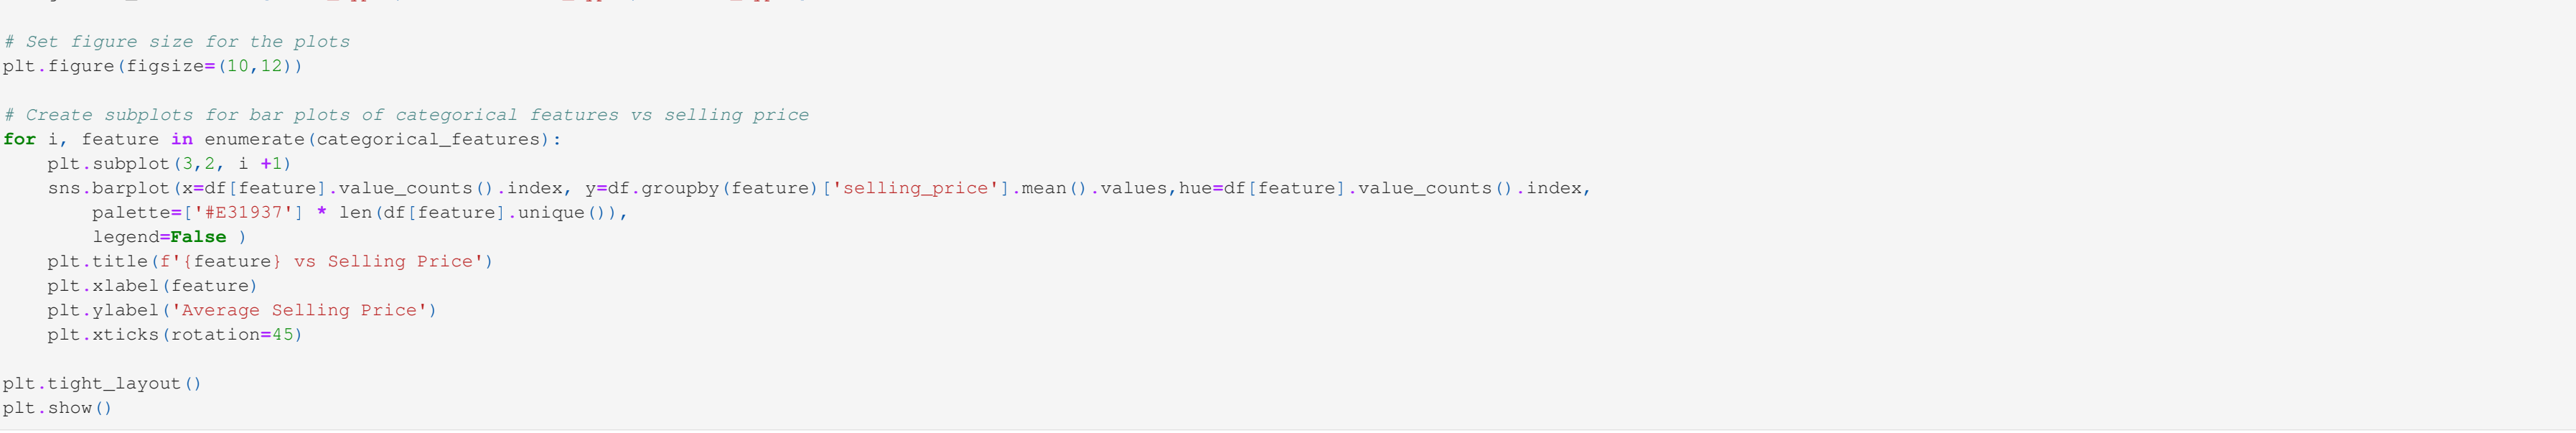 # Set figure size for the plots
plt.figure(figsize=(10,12))
# Create subplots for bar plots of categorical features vs selling price
for i, feature in enumerate(categorical_features):
    plt.subplot(3,2, i +1)
    sns.barplot(x=df[feature].value_counts().index, y=df.groupby(feature)['selling_price'].mean().values,hue=df[feature].value_counts().index,
        palette=['#E31937'] * len(df[feature].unique()),
        legend=False )
    plt.title(f'{feature} vs Selling Price')
    plt.xlabel(feature)
    plt.ylabel('Average Selling Price')
    plt.xticks(rotation=45)
plt.tight_layout()
plt.show()